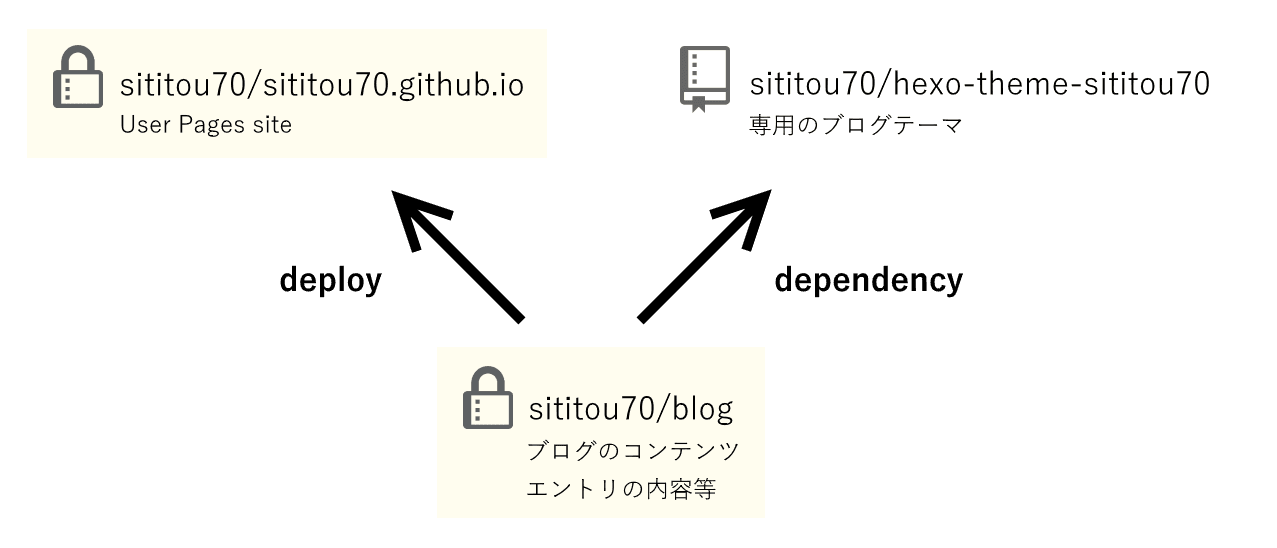 sititou70/sititou70.github.io
User Pages site
sititou70/hexo-theme-sititou70
専用のブログテーマ
deploy
dependency
sititou70/blog
ブログのコンテンツ
エントリの内容等